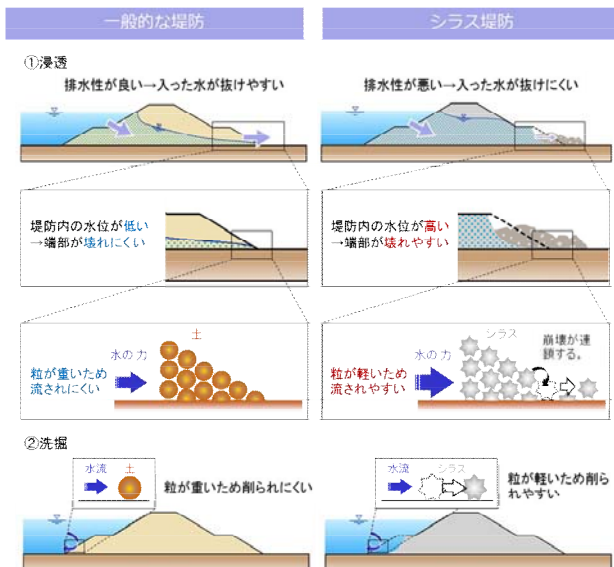 一般的な堤防
シラス堤防
①浸透
排水性が良い→入った水が抜けやすい
排水性が悪い→入った水が抜けにくい
堤防内の水位が低い
→端部が壊れにくい
堤防内の水位が高い
→端部が壊れやすい
土
水の力
粒が重いため
流されにくい
シラス
水の力
粒が軽いため
流されやすい
崩壊が連
鎖する。
②洗掘
水流 土
粒が重いため削られにくい
水流 シラス
粒が軽いため削ら
れやすい